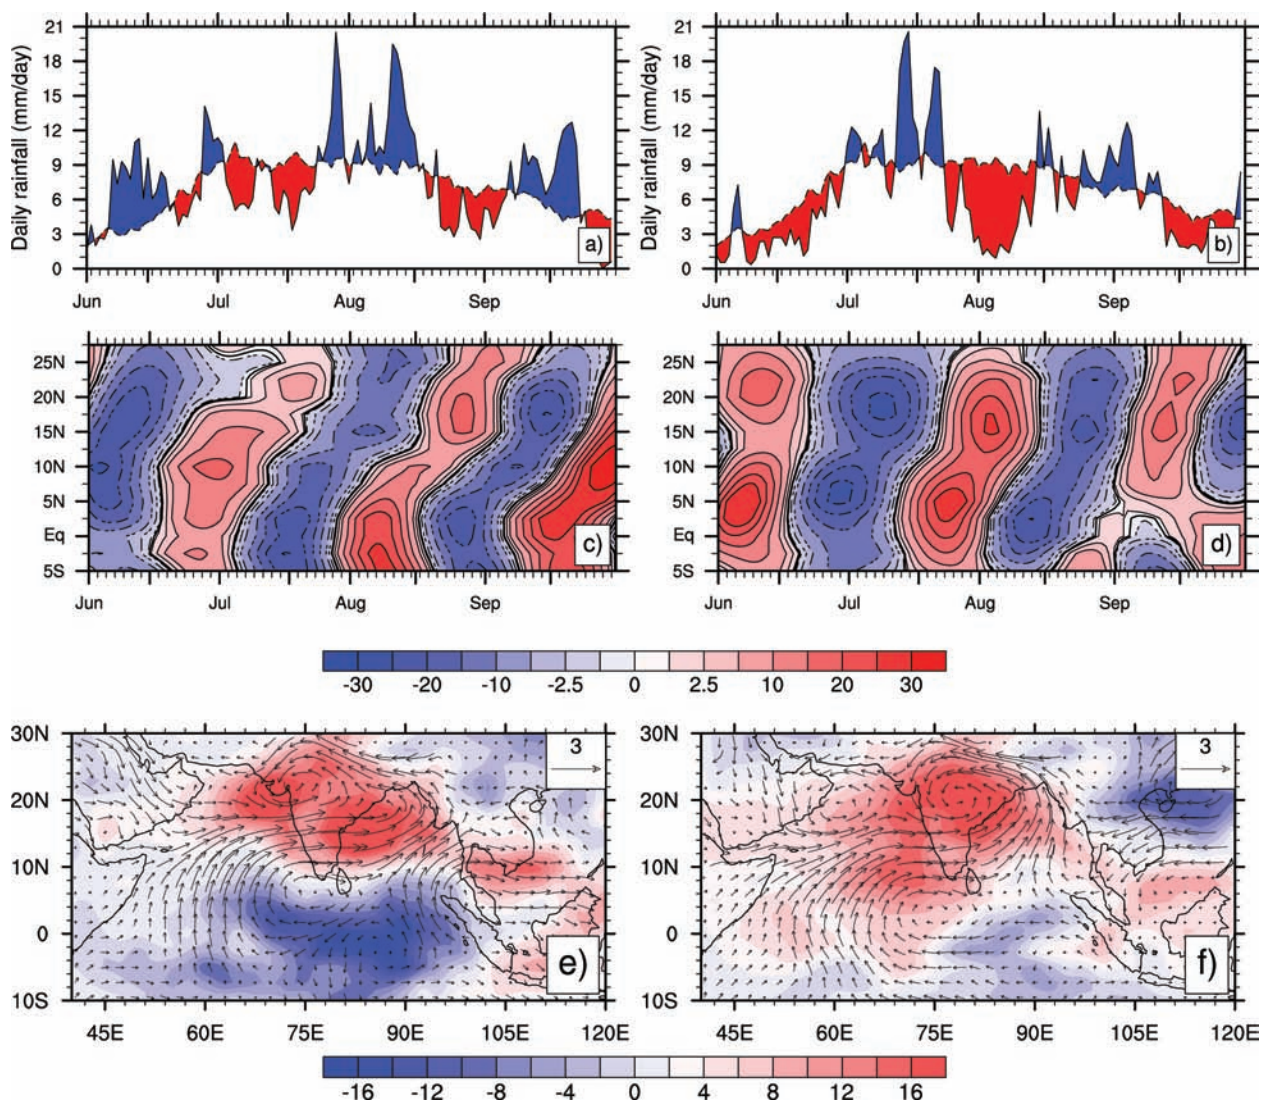 21
18
15
12
9
6
3
0
Daily rainfall (mm/day)
a)
Jun Jul Aug Sep
21
18
15
12
9
6
3
0
Daily rainfall (mm/day)
b)
Jun Jul Aug Sep
25N
20N
15N
10N
5N
Eq
5S
c)
Jun Jul Aug Sep
25N
20N
15N
10N
5N
Eq
5S
d)
Jun Jul Aug Sep
-30 -20 -10 -2.5 0 2.5 10 20 30
30N
20N
10N
0
10S
3
e)
45E 60E 75E 90E 105E 120E
30N
20N
10N
0
10S
3
f)
45E 60E 75E 90E 105E 120E
-16 -12 -8 -4 0 4 8 12 16